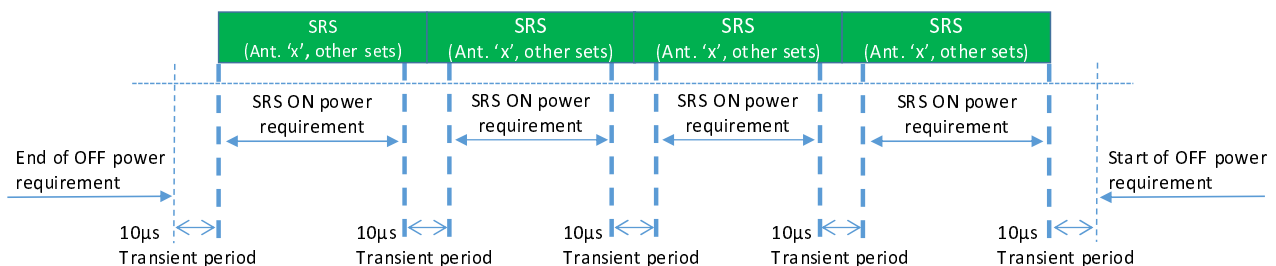 SRS
(Ant. ‘x’, other sets)
SRS
(Ant. ‘x’, other sets)
SRS
(Ant. ‘x’, other sets)
SRS
(Ant. ‘x’, other sets)
SRS ON power
requirement
SRS ON power
requirement
SRS ON power
requirement
SRS ON power
requirement
End of OFF power
requirement
Start of OFF power
requirement
10µs
Transient period
10µs
Transient period
10µs
Transient period
10µs
Transient period
10µs
Transient period